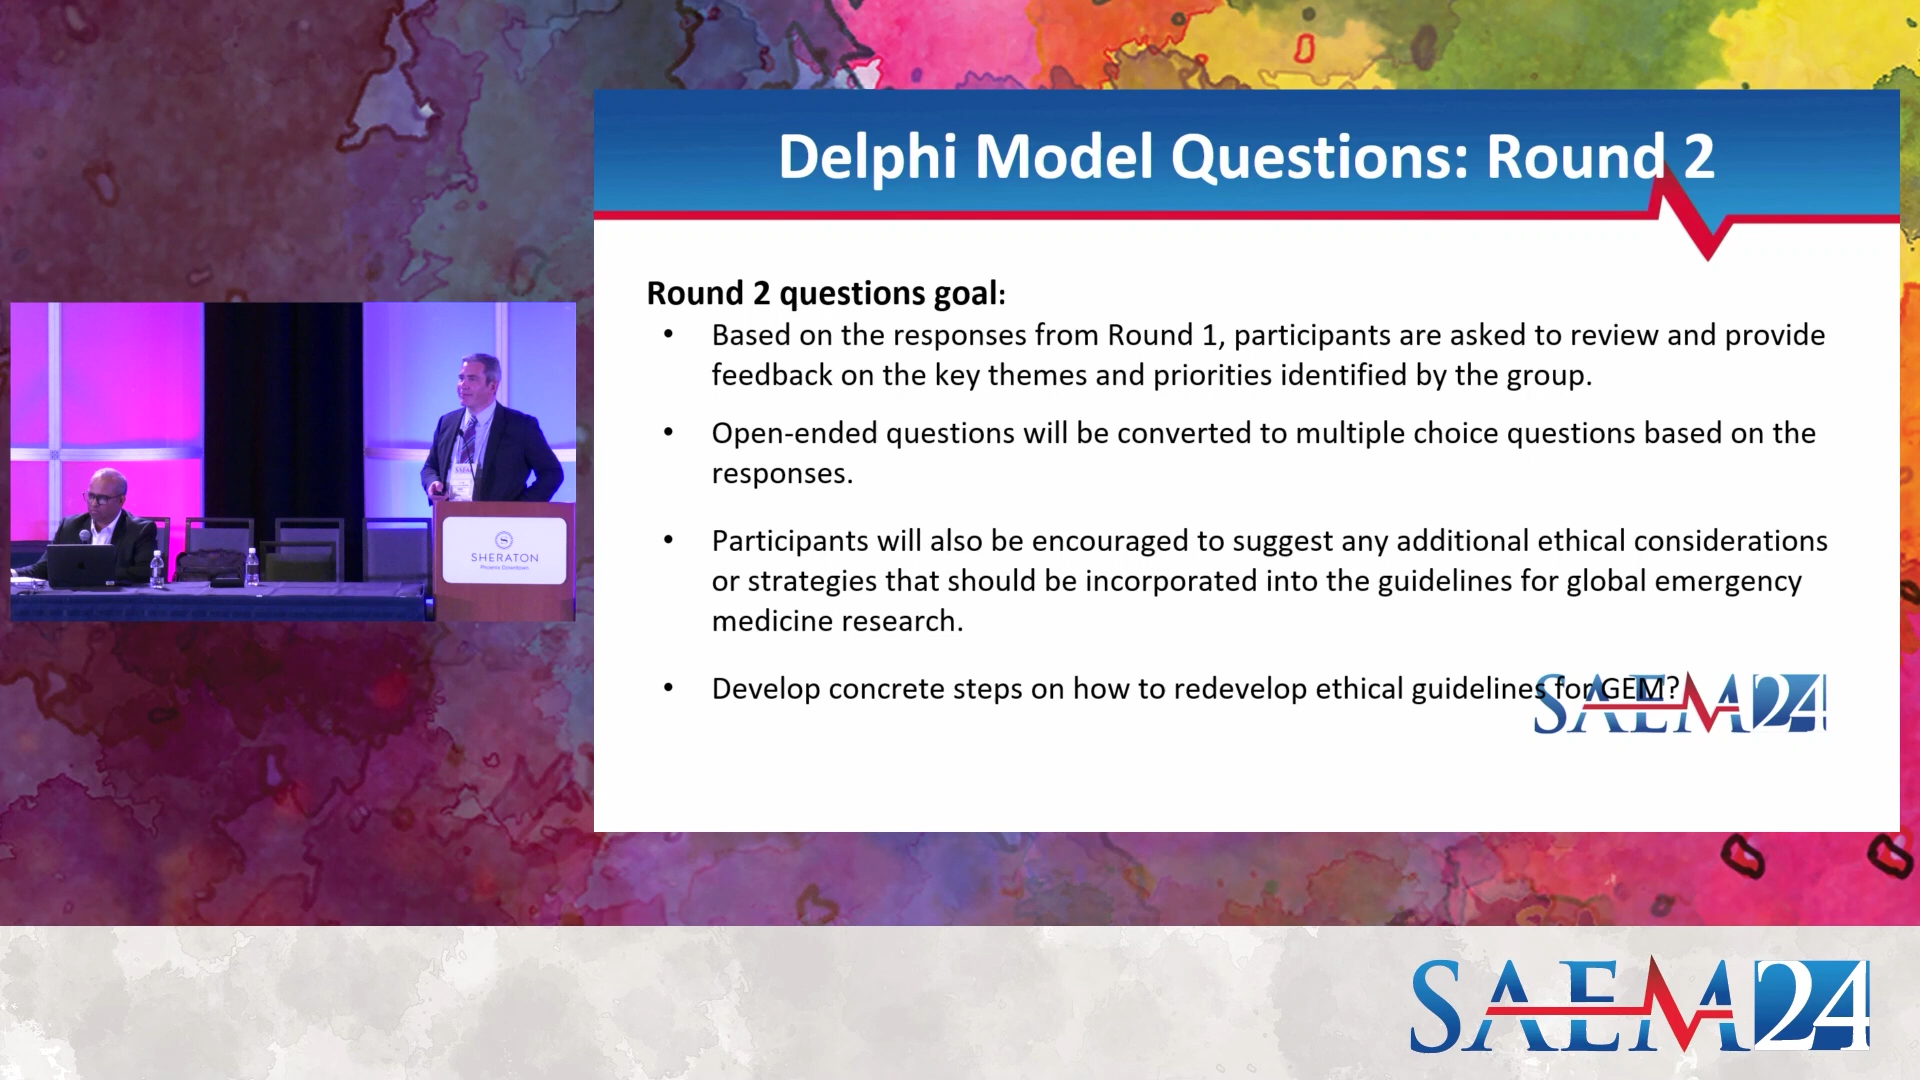 Delphi Model Questions: Round 2
Round 2 questions goal:
• Based on the responses from Round 1, participants are asked to review and provide
feedback on the key themes and priorities identified by the group.
• Open-ended questions will be converted to multiple choice questions based on the
responses.
• Participants will also be encouraged to suggest any additional ethical considerations
or strategies that should be incorporated into the guidelines for global emergency
medicine research.
• Develop concrete steps on how to redevelop ethical guidelines for GEM?
SAEM24
S
SHERATON
Phoenix Downtown
SAEM24